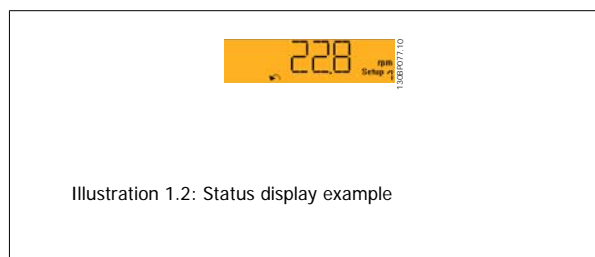 22.8
rpm
Setup 1
130BP077.10
Illustration 1.2: Status display example